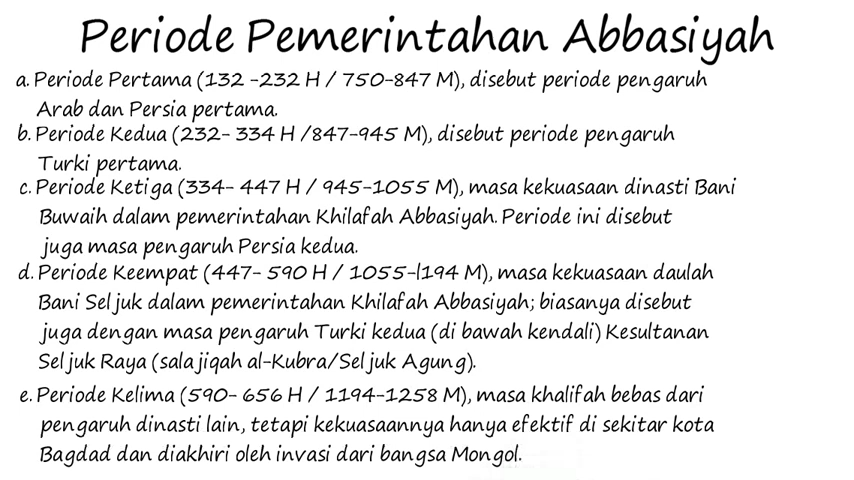 Periode Pemerintahan Abbasiyah
a. Periode Pertama (132 -232 H / 750-847 M), disebut periode pengaruh
Arab dan Persia pertama.
b. Periode Kedua (232- 334 H /847-945 M), disebut periode pengaruh
Turki pertama.
c. Periode Ketiga (334- 447 H / 945-1055 M), masa kekuasaan dinasti Bani
Buwaih dalam pemerintahan Khilafah Abbasiyah. Periode ini disebut
juga masa pengaruh Persia kedua.
d. Periode Keempat (447- 590 H / 1055-l194 M), masa kekuasaan daulah
Bani Seljuk dalam pemerintahan Khilafah Abbasiyah; biasanya disebut
juga dengan masa pengaruh Turki kedua (di bawah kendali) Kesultanan
Seljuk Raya (salajiqah al-Kubra/Seljuk Agung).
e. Periode Kelima (590- 656 H / 1194-1258 M), masa khalifah bebas dari
pengaruh dinasti lain, tetapi kekuasaannya hanya efektif di sekitar kota
Bagdad dan diakhiri oleh invasi dari bangsa Mongol.